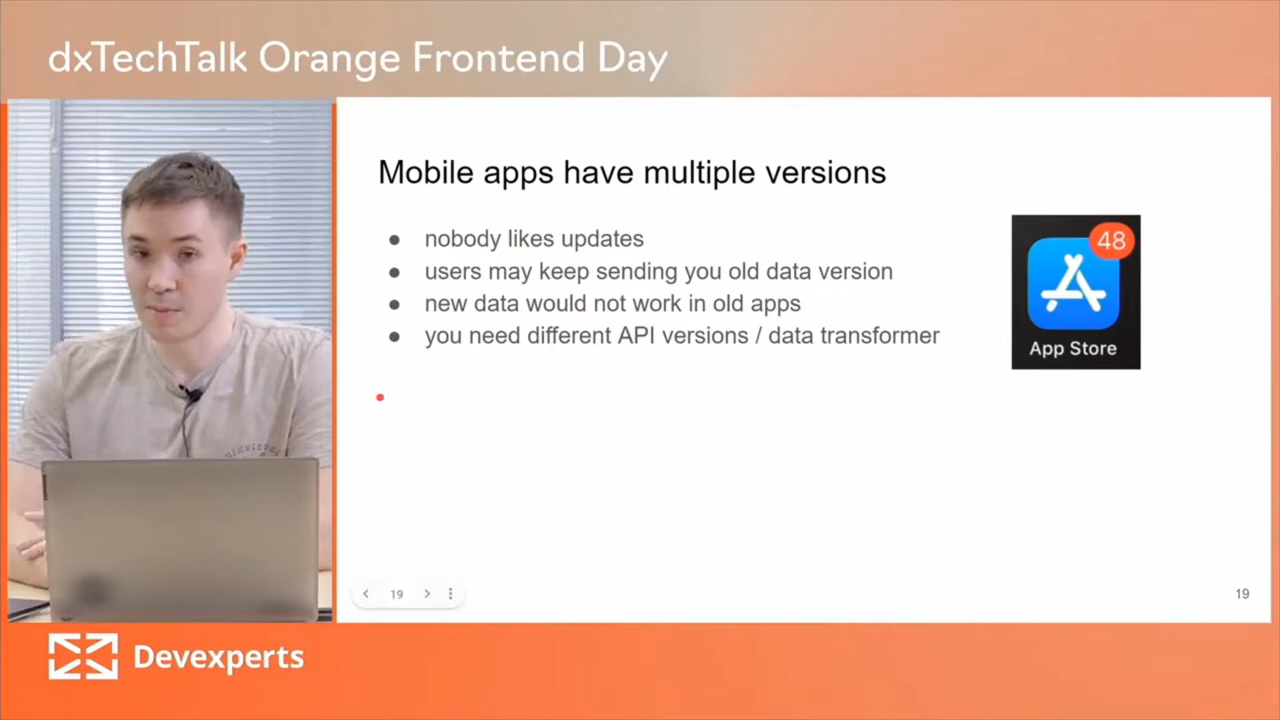 dxTechTalk Orange Frontend Day
Mobile apps have multiple versions
● nobody likes updates
● users may keep sending you old data version
● new data would not work in old apps
● you need different API versions / data transformer
48
App Store
19
19
Devexperts